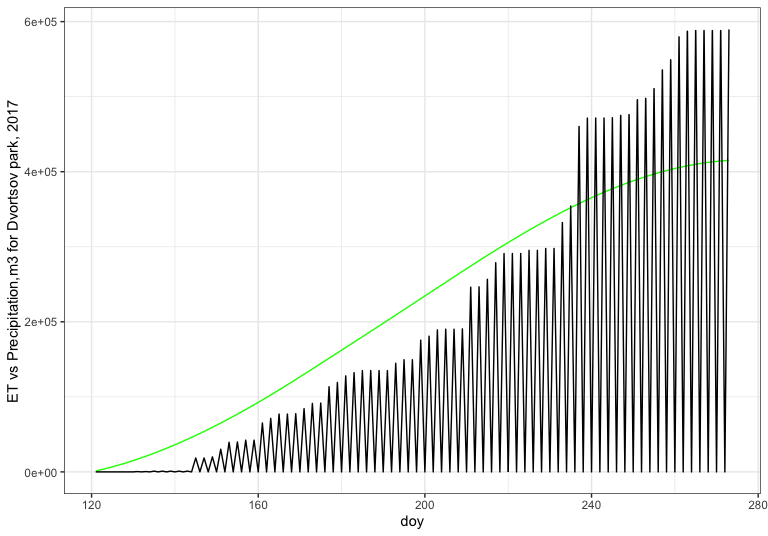 6e+05
4e+05
2e+05
0e+00
ET vs Precipitation,m3 for Dvortsov park, 2017
120
160
200
240
280
doy